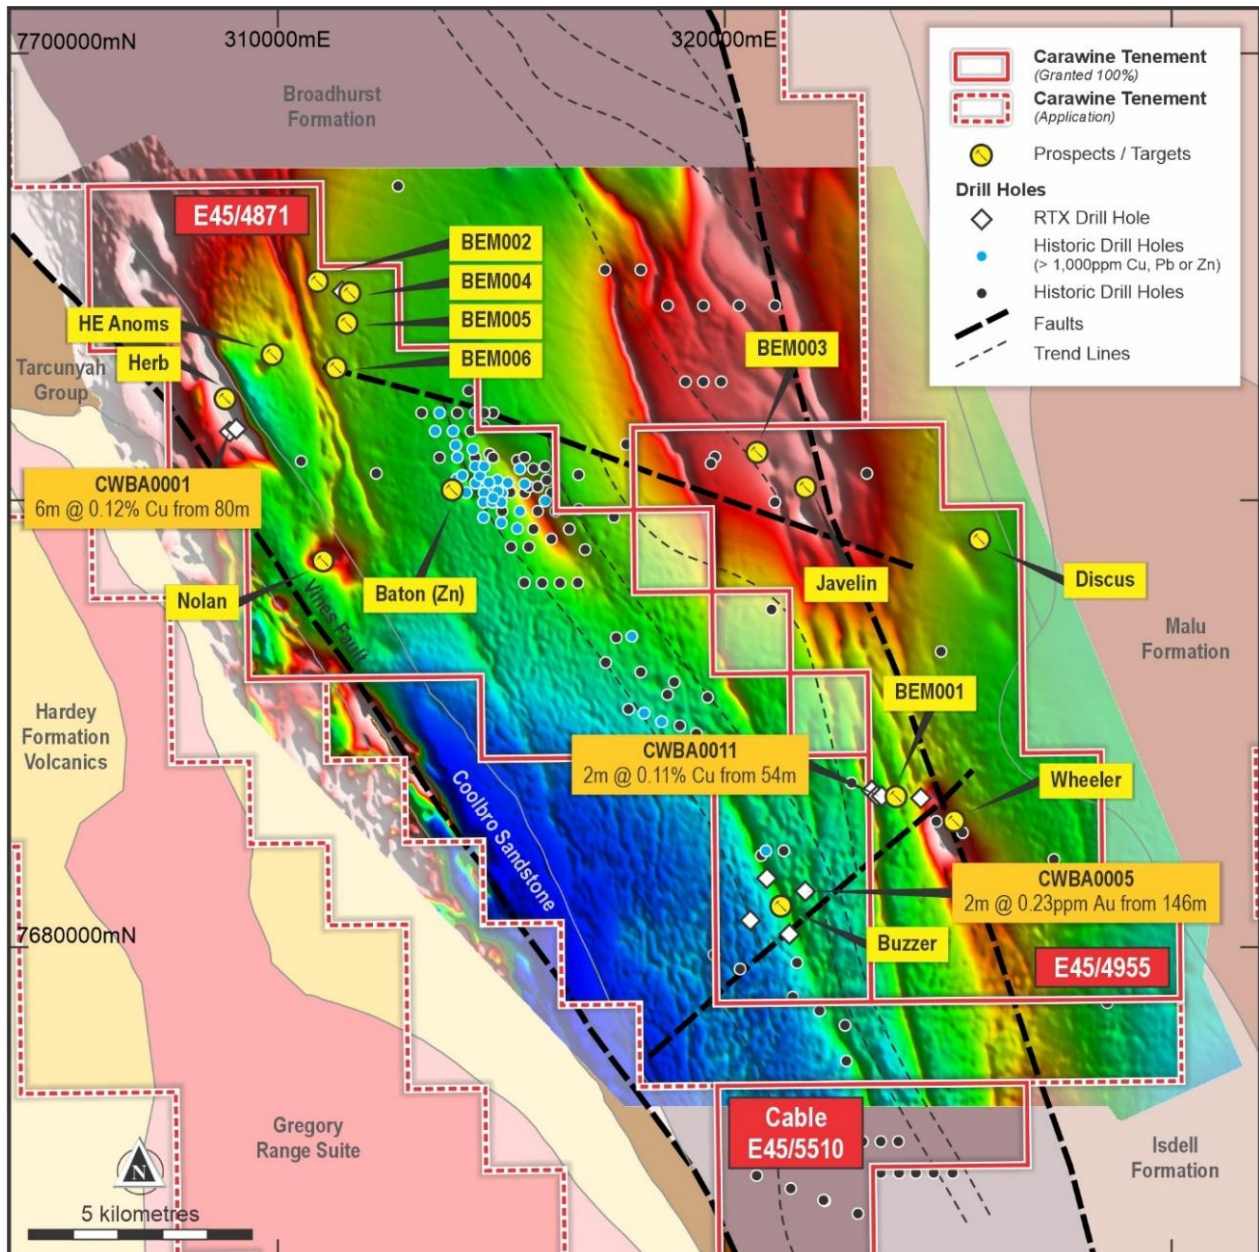 7700000mN
310000mE
320000mE
Broadhurst
Formation
Carawine Tenement
(Granted 100%)
Carawine Tenement
(Application)
Prospects / Targets
Drill Holes
RTX Drill Hole
Historic Drill Holes
(> 1,000ppm Cu, Pb or Zn)
Historic Drill Holes
Faults
Trend Lines
E45/4871
BEM002
BEM004
BEM005
BEM006
HE Anoms
Herb
Tarcunyah
Group
BEM003
CWBA0001
6m @ 0.12% Cu from 80m
Nolan
Vines Fault
Baton (Zn)
Javelin
Discus
Malu
Formation
Hardey
Formation
Volcanics
BEM001
CWBA0011
2m @ 0.11% Cu from 54m
Wheeler
Coolbro Sandstone
CWBA0005
2m @ 0.23ppm Au from 146m
7680000mN
Buzzer
E45/4955
Gregory
Range Suite
Cable
E45/5510
Isdell
Formation
N
5 kilometres